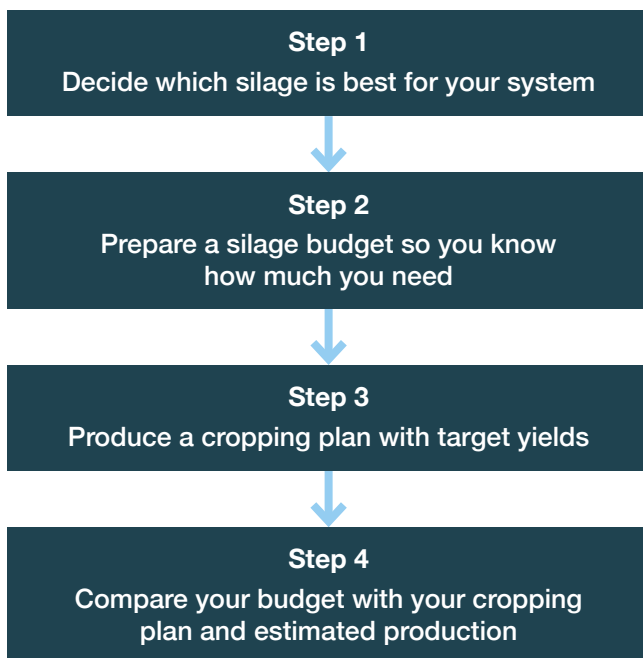 Step 1
Decide which silage is best for your system
Step 2
Prepare a silage budget so you know
how much you need
Step 3
Produce a cropping plan with target yields
Step 4
Compare your budget with your cropping
plan and estimated production